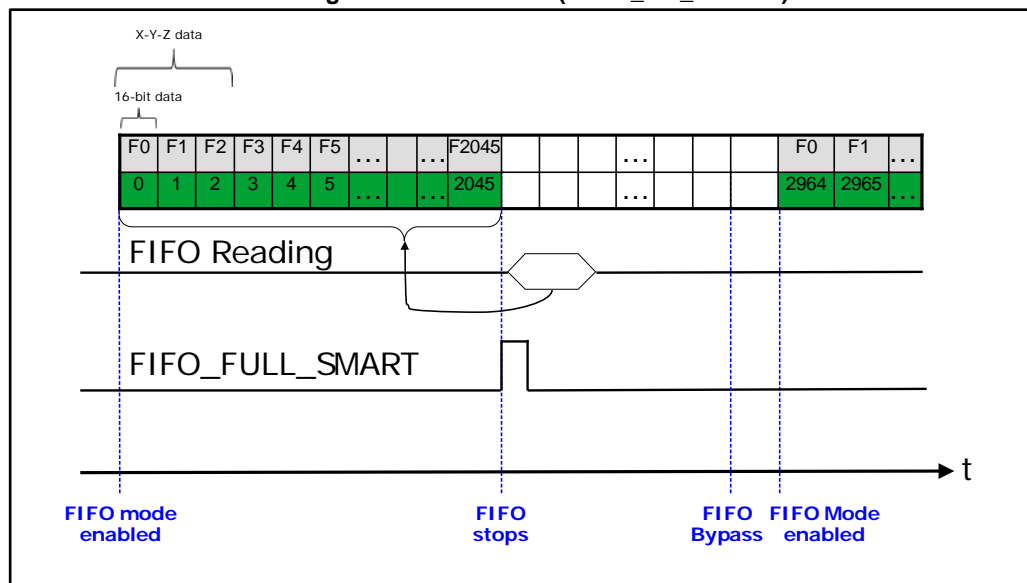 X-Y-Z data
16-bit data
F0 F1 F2 F3 F4 F5 ... ... F2045 ... F0 F1 ...
0 1 2 3 4 5 ... ... 2045 ... 2964 2965 ...
FIFO Reading
FIFO_FULL_SMART
t
FIFO mode
enabled
FIFO
stops
FIFO
Bypass
FIFO Mode
enabled